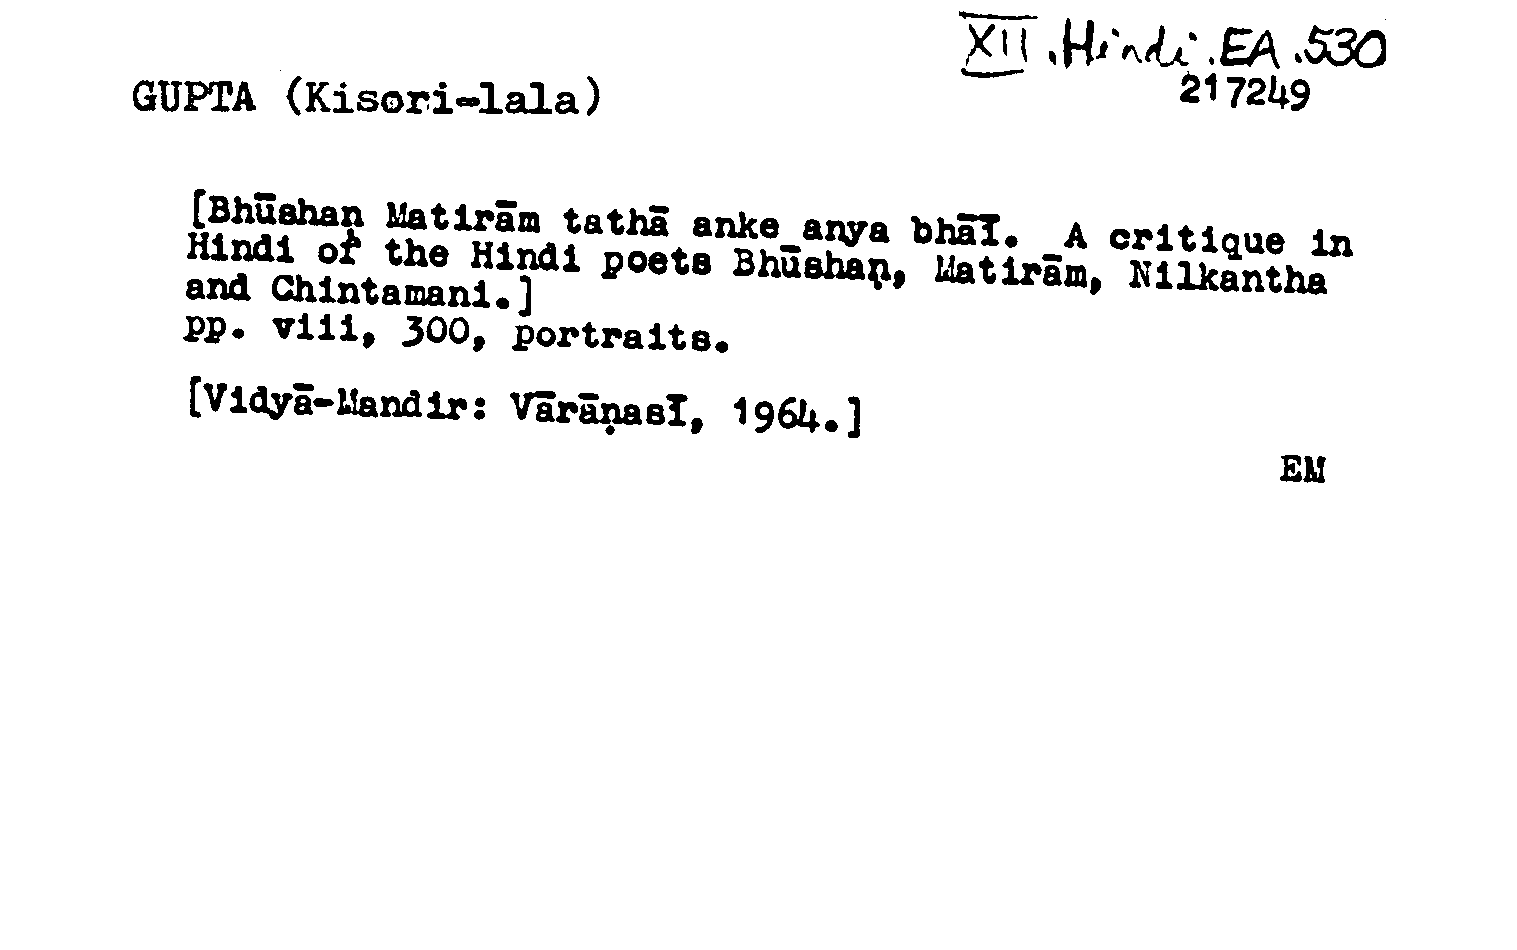 XII.Hindi.EA.530
217249
GUPTA (Kisori-lala)
[Bhūshaṇ Matirām tathā anke anya bhāī. A critique in
Hindi of the Hindi poets Bhūshaṇ, Matirām, Nilkantha
and Chintamani.]
pp. viii, 300, portraits.
[Vidyā-Mandir: Vārāṇasī, 1964.]
EM